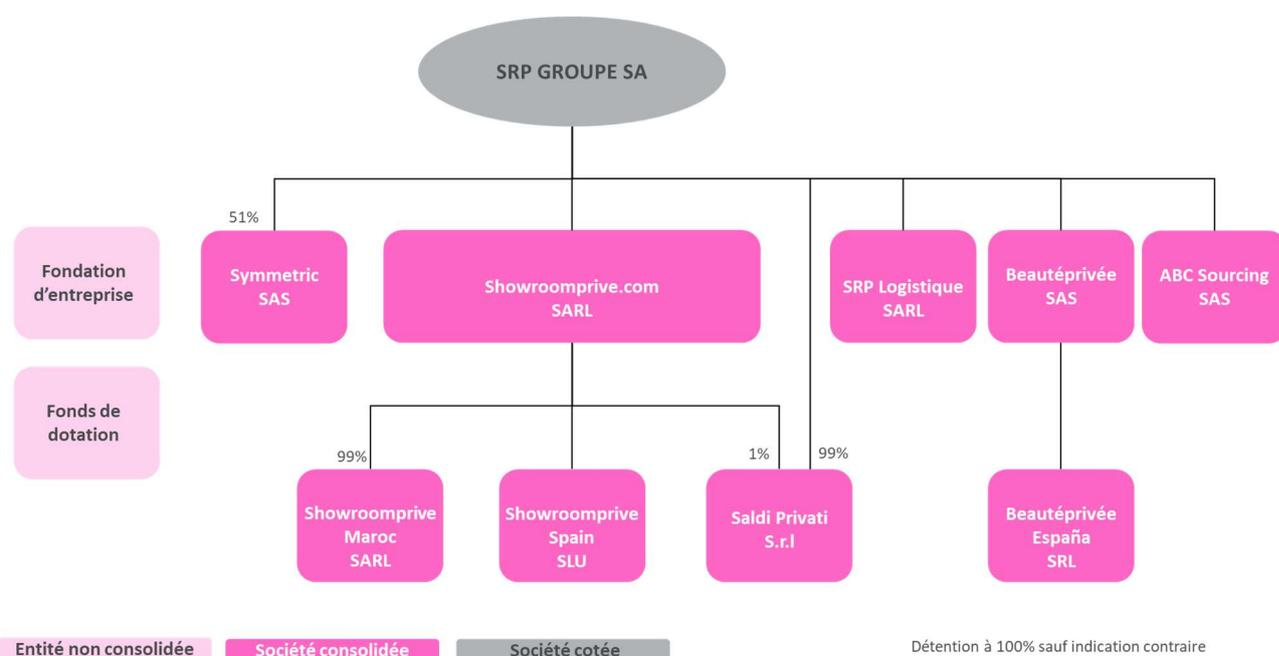 SRP GROUPE SA
51%
Fondation
d’entreprise
Symmetric
SAS
Showroomprive.com
SARL
SRP Logistique
SARL
Beautéprivée
SAS
ABC Sourcing
SAS
Fonds de
dotation
99%
1%
99%
Showroomprive
Maroc
SARL
Showroomprive
Spain
SLU
Saldi Privati
S.r.l
Beautéprivée
España
SRL
Entité non consolidée
Société consolidée
Société cotée
Détention à 100% sauf indication contraire